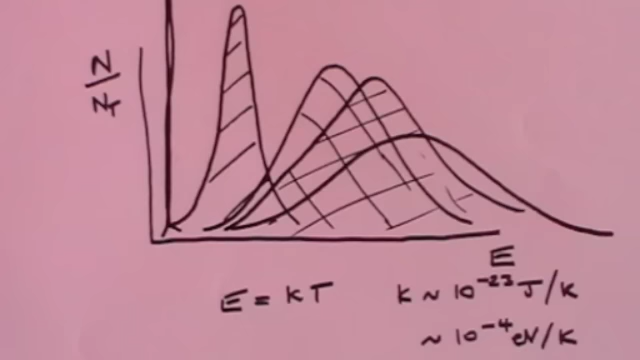 N/Z
E
E = kT k ~ 10⁻²³ J/K
~ 10⁻⁴ eV/K